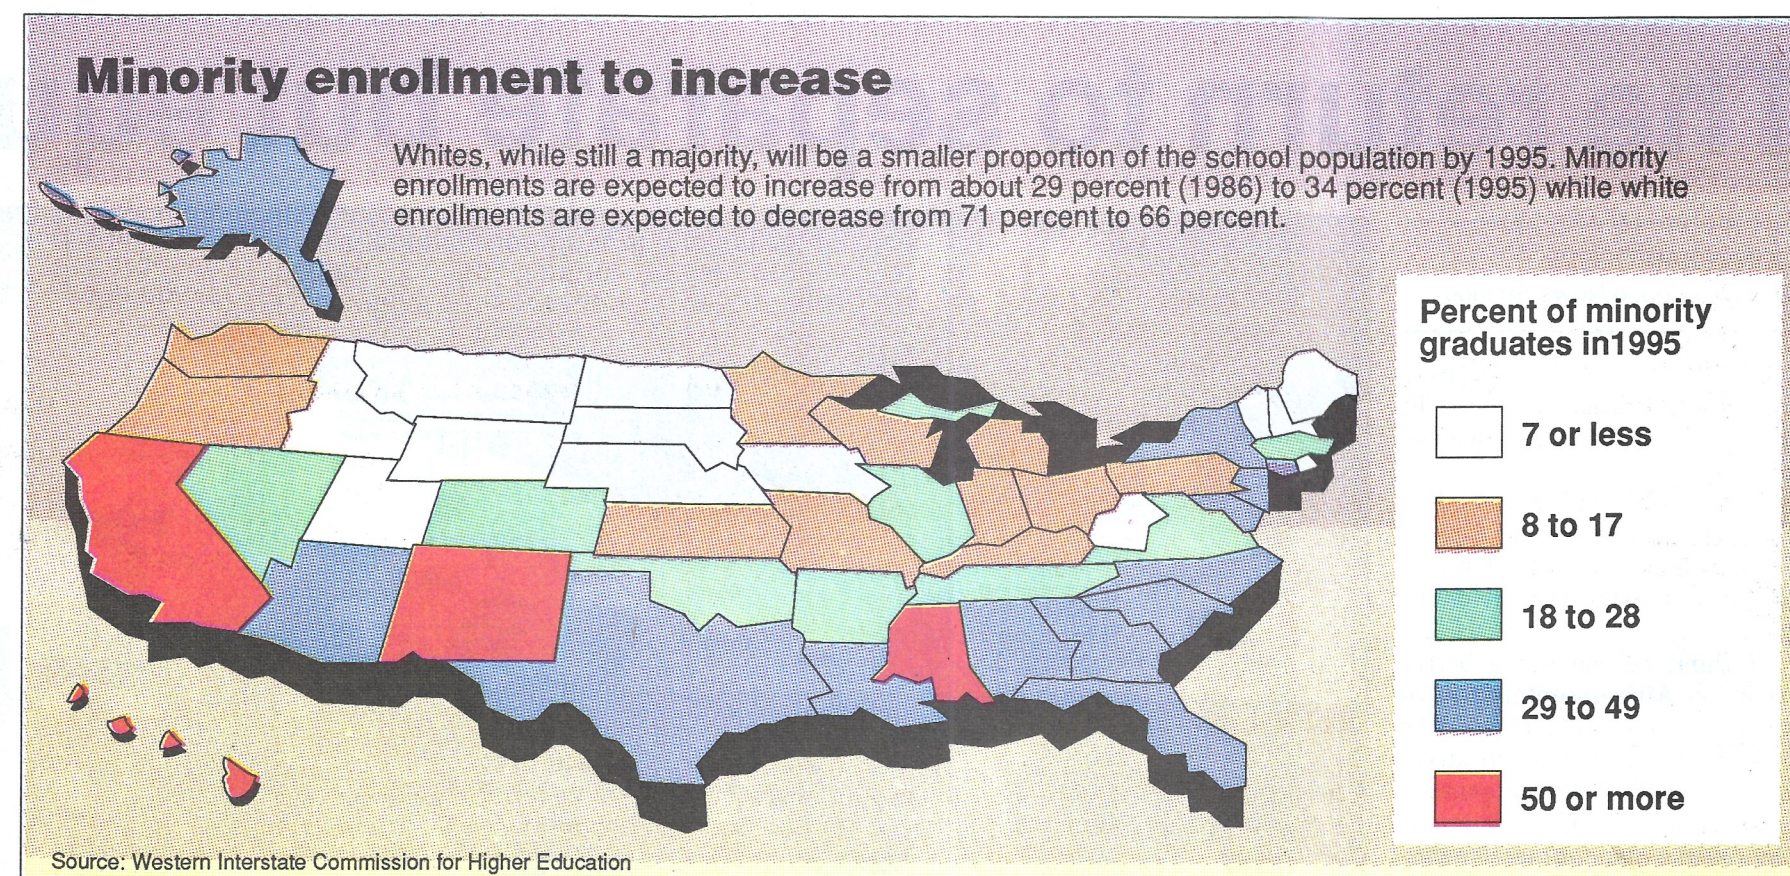 Minority enrollment to increase
Whites, while still a majority, will be a smaller proportion of the school population by 1995. Minority
enrollments are expected to increase from about 29 percent (1986) to 34 percent (1995) while white
enrollments are expected to decrease from 71 percent to 66 percent.
Percent of minority
graduates in1995
7 or less
8 to 17
18 to 28
29 to 49
50 or more
Source: Western Interstate Commission for Higher Education